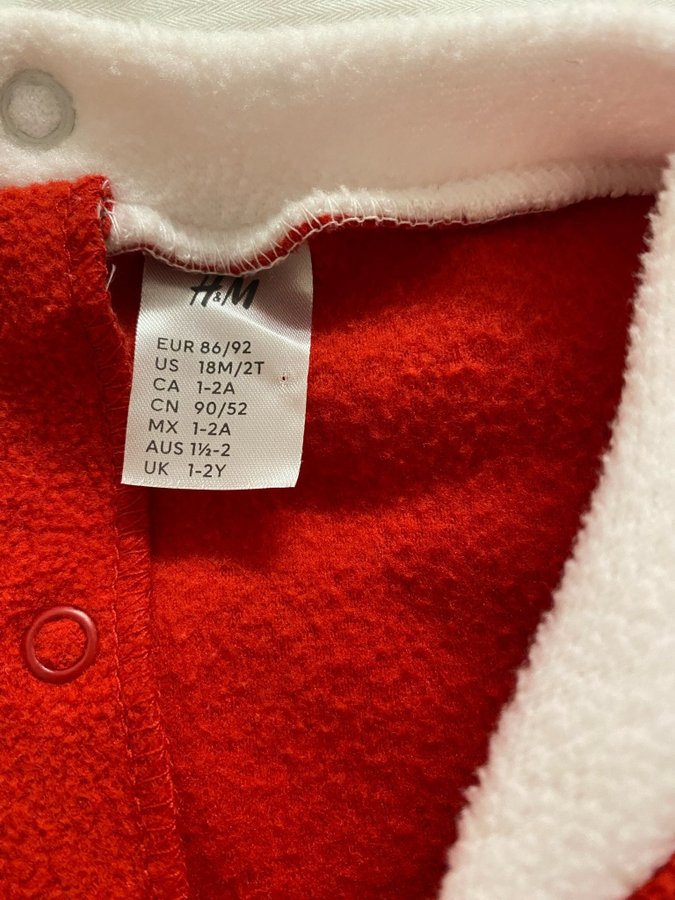 H&M
EUR 86/92
US 18M/2T
CA 1-2A
CN 90/52
MX 1-2A
AUS 1½-2
UK 1-2Y